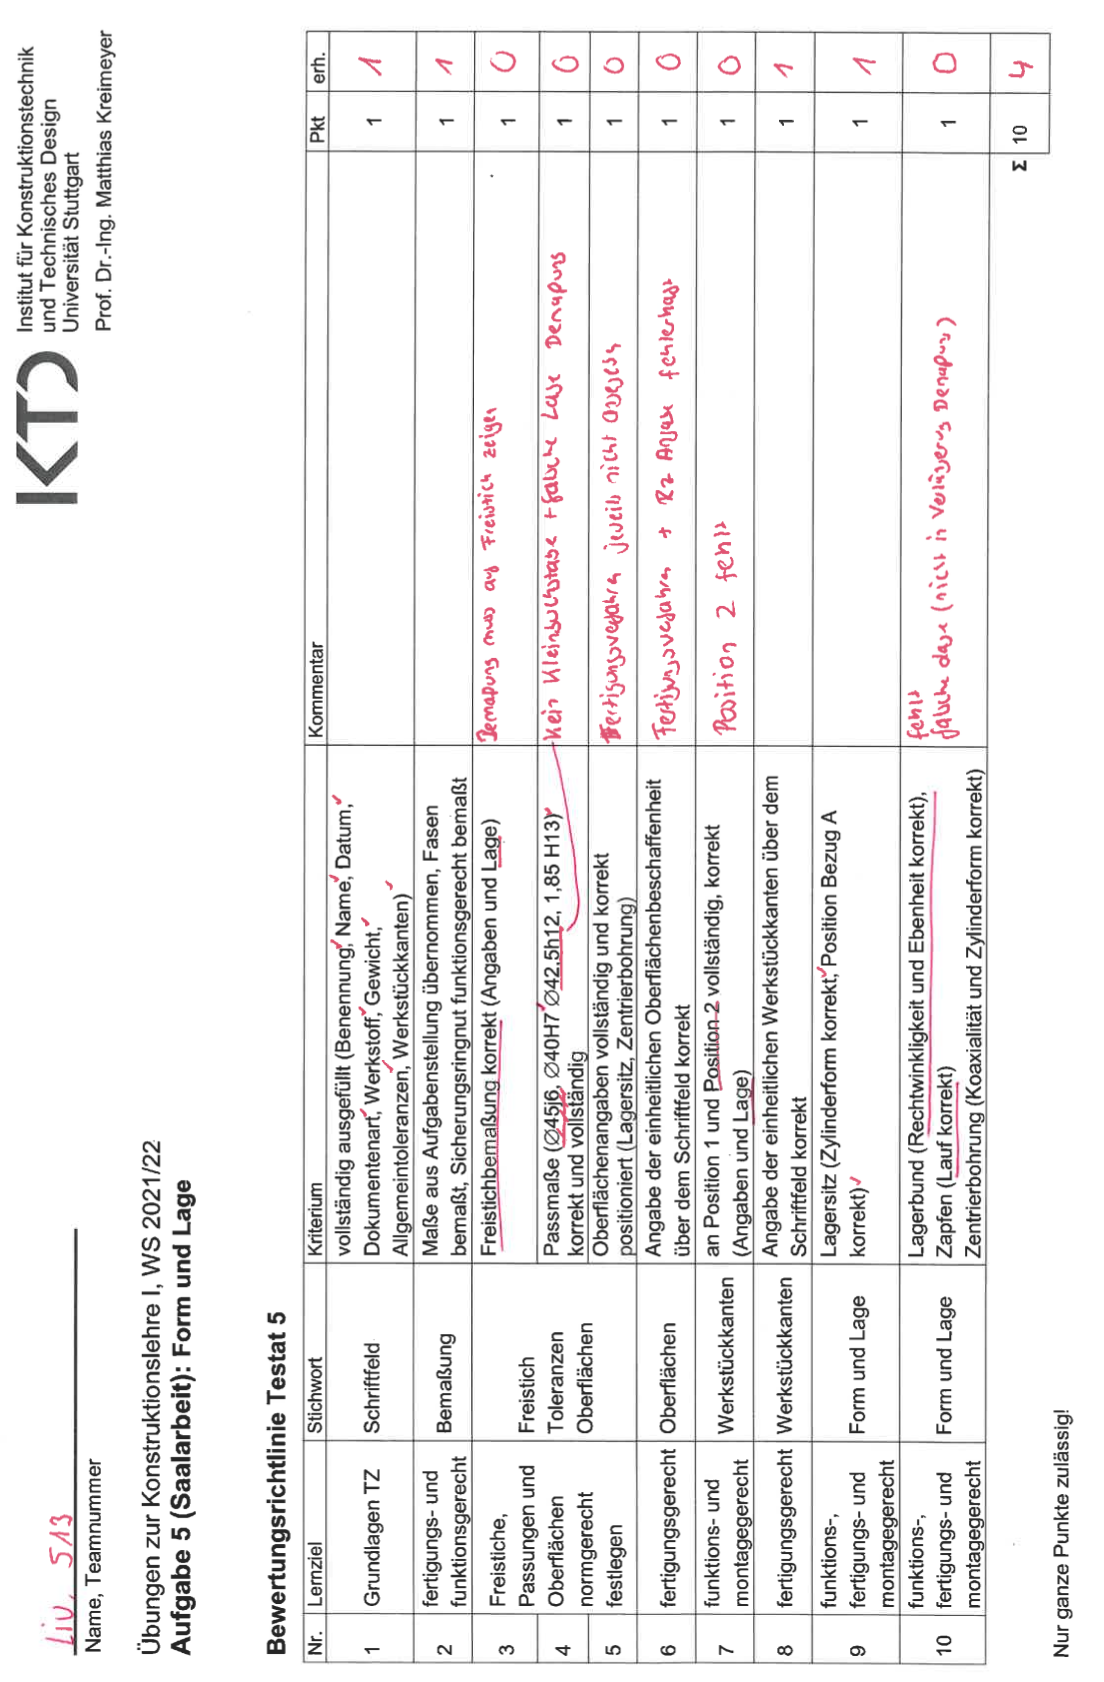 KTD
Institut für Konstruktionstechnik
und Technisches Design
Universität Stuttgart
Prof. Dr.-Ing. Matthias Kreimeyer
Liu, 513
Name, Teamnummer
Übungen zur Konstruktionslehre I, WS 2021/22
Aufgabe 5 (Saalarbeit): Form und Lage
Bewertungsrichtlinie Testat 5
Nr. Lernziel Stichwort Kriterium Kommentar Pkt erh.
1 Grundlagen TZ Schriftfeld vollständig ausgefüllt (Benennung, Name, Datum,
Dokumentenart, Werkstoff, Gewicht,
Allgemeintoleranzen, Werkstückkanten) 1 1
2 fertigungs- und
funktionsgerecht Bemaßung Maße aus Aufgabenstellung übernommen, Fasen
bemaßt, Sicherungsringnut funktionsgerecht bemaßt 1 1
3 Freistiche,
Passungen und
Oberflächen
normgerecht
festlegen
Freistich
Toleranzen
Oberflächen
Freistichbemaßung korrekt (Angaben und Lage) Bemaßung muss auf Freistich zeigen 1 0
4 Passmaße (Ø45j6, Ø40H7 Ø42.5h12, 1,85 H13)
korrekt und vollständig Kein Kleinbuchstabe + falsche Lage Bemaßung 1 0
5 Oberflächenangaben vollständig und korrekt
positioniert (Lagersitz, Zentrierbohrung) Fertigungsverfahren jeweils nicht angegeben 1 0
6 fertigungsgerecht Oberflächen Angabe der einheitlichen Oberflächenbeschaffenheit
über dem Schriftfeld korrekt Fertigungsverfahren + Rz Angabe fehlerhaft 1 0
7 funktions- und
montagegerecht Werkstückkanten an Position 1 und Position 2 vollständig, korrekt
(Angaben und Lage) Position 2 fehlt 1 0
8 fertigungsgerecht Werkstückkanten Angabe der einheitlichen Werkstückkanten über dem
Schriftfeld korrekt 1 1
9 funktions-,
fertigungs- und
montagegerecht Form und Lage Lagersitz (Zylinderform korrekt, Position Bezug A
korrekt) 1 1
10 funktions-,
fertigungs- und
montagegerecht Form und Lage Lagerbund (Rechtwinkligkeit und Ebenheit korrekt),
Zapfen (Lauf korrekt)
Zentrierbohrung (Koaxialität und Zylinderform korrekt) fehlt
falsche Lage (nicht in Verlängerung Bemaßung) 1 0
Σ 10 4
Nur ganze Punkte zulässig!